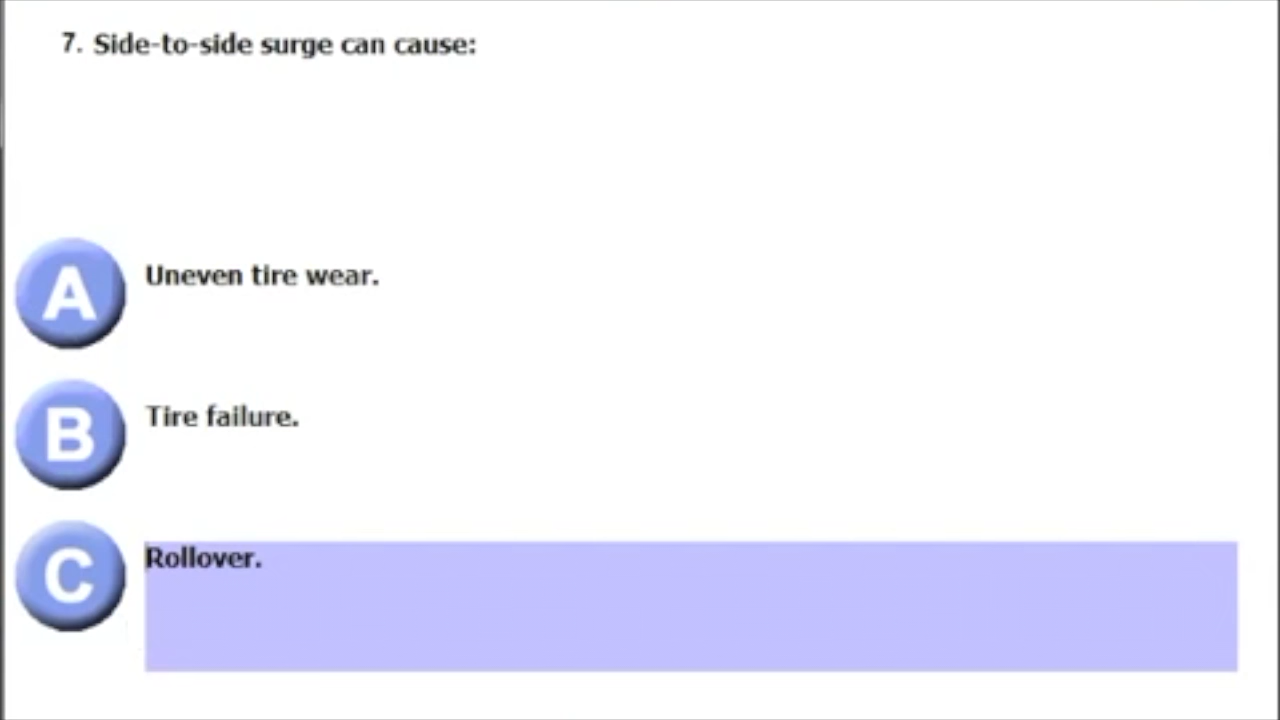 7. Side-to-side surge can cause:
A Uneven tire wear.
B Tire failure.
C Rollover.